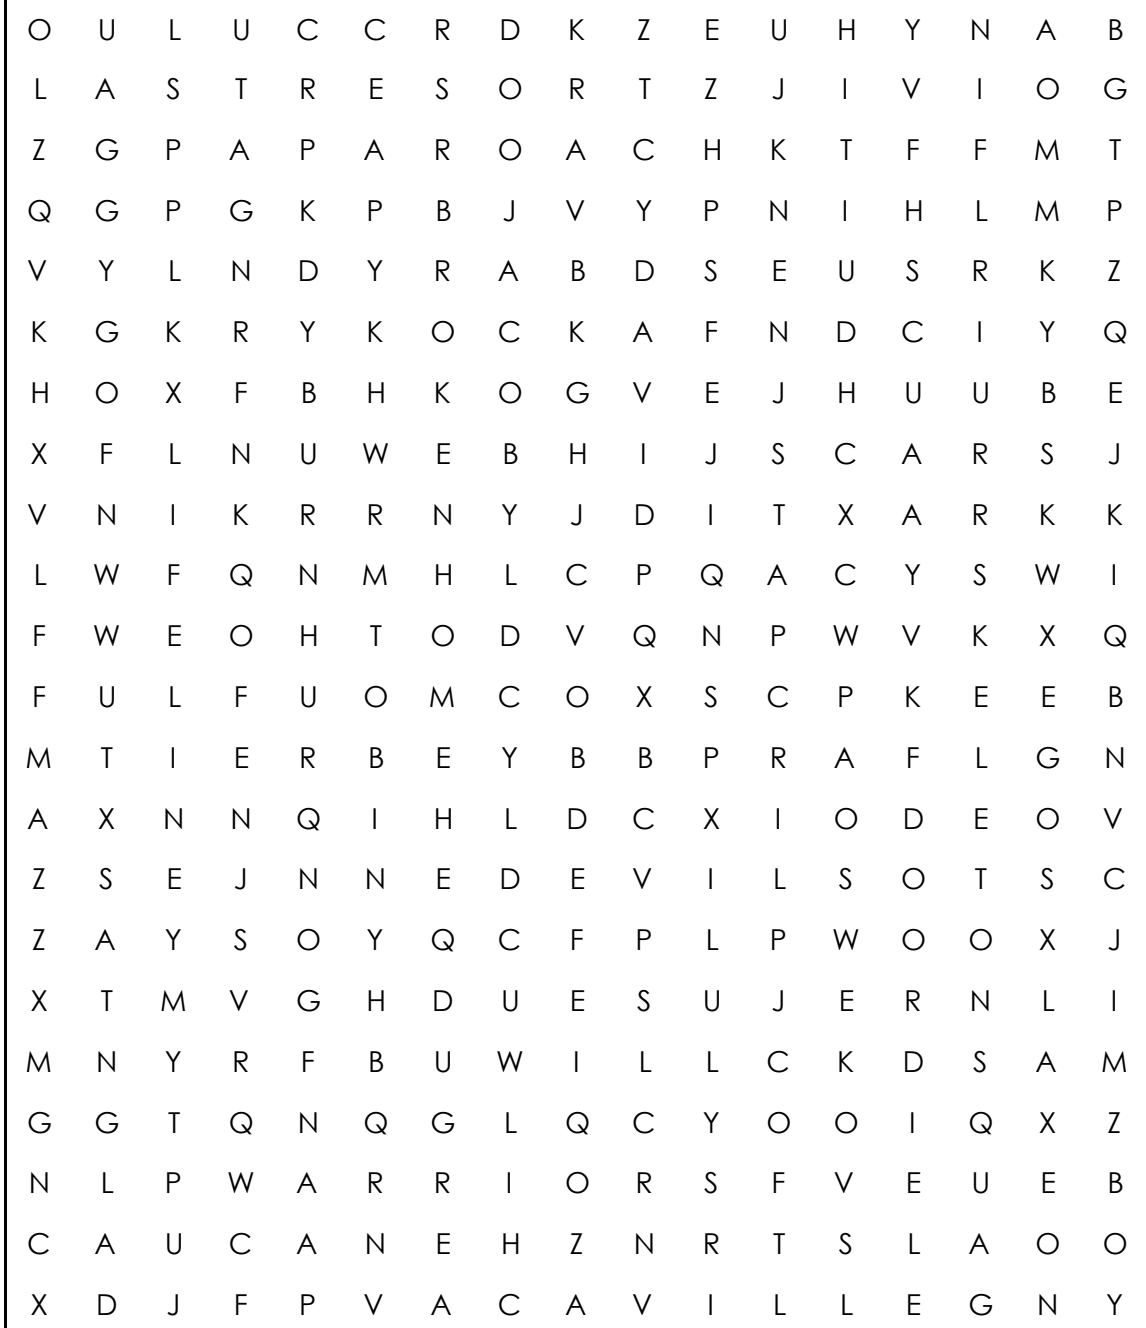 O U L U C C R D K Z E U H Y N A B
L A S T R E S O R T Z J I V I O G
Z G P A P A R O A C H K T F F M T
Q G P G K P B J V Y P N I H L M P
V Y L N D Y R A B D S E U S R K Z
K G K R Y K O C K A F N D C I Y Q
H O X F B H K O G V E J H U U B E
X F L N U W E B H I J S C A R S J
V N I K R R N Y J D I T X A R K K
L W F Q N M H L C P Q A C Y S W I
F W E O H T O D V Q N P W V K X Q
F U L F U O M C O X S C P K E E B
M T I E R B E Y B B P R A F L G N
A X N N Q I H L D C X I O D E O V
Z S E J N N E D E V I L S O T S C
Z A Y S O Y Q C F P L P W O O X J
X T M V G H D U E S U J E R N L I
M N Y R F B U W I L L C K D S A M
G G T Q N Q G L Q C Y O O I Q X Z
N L P W A R R I O R S F V E U E B
C A U C A N E H Z N R T S L A O O
X D J F P V A C A V I L L E G N Y